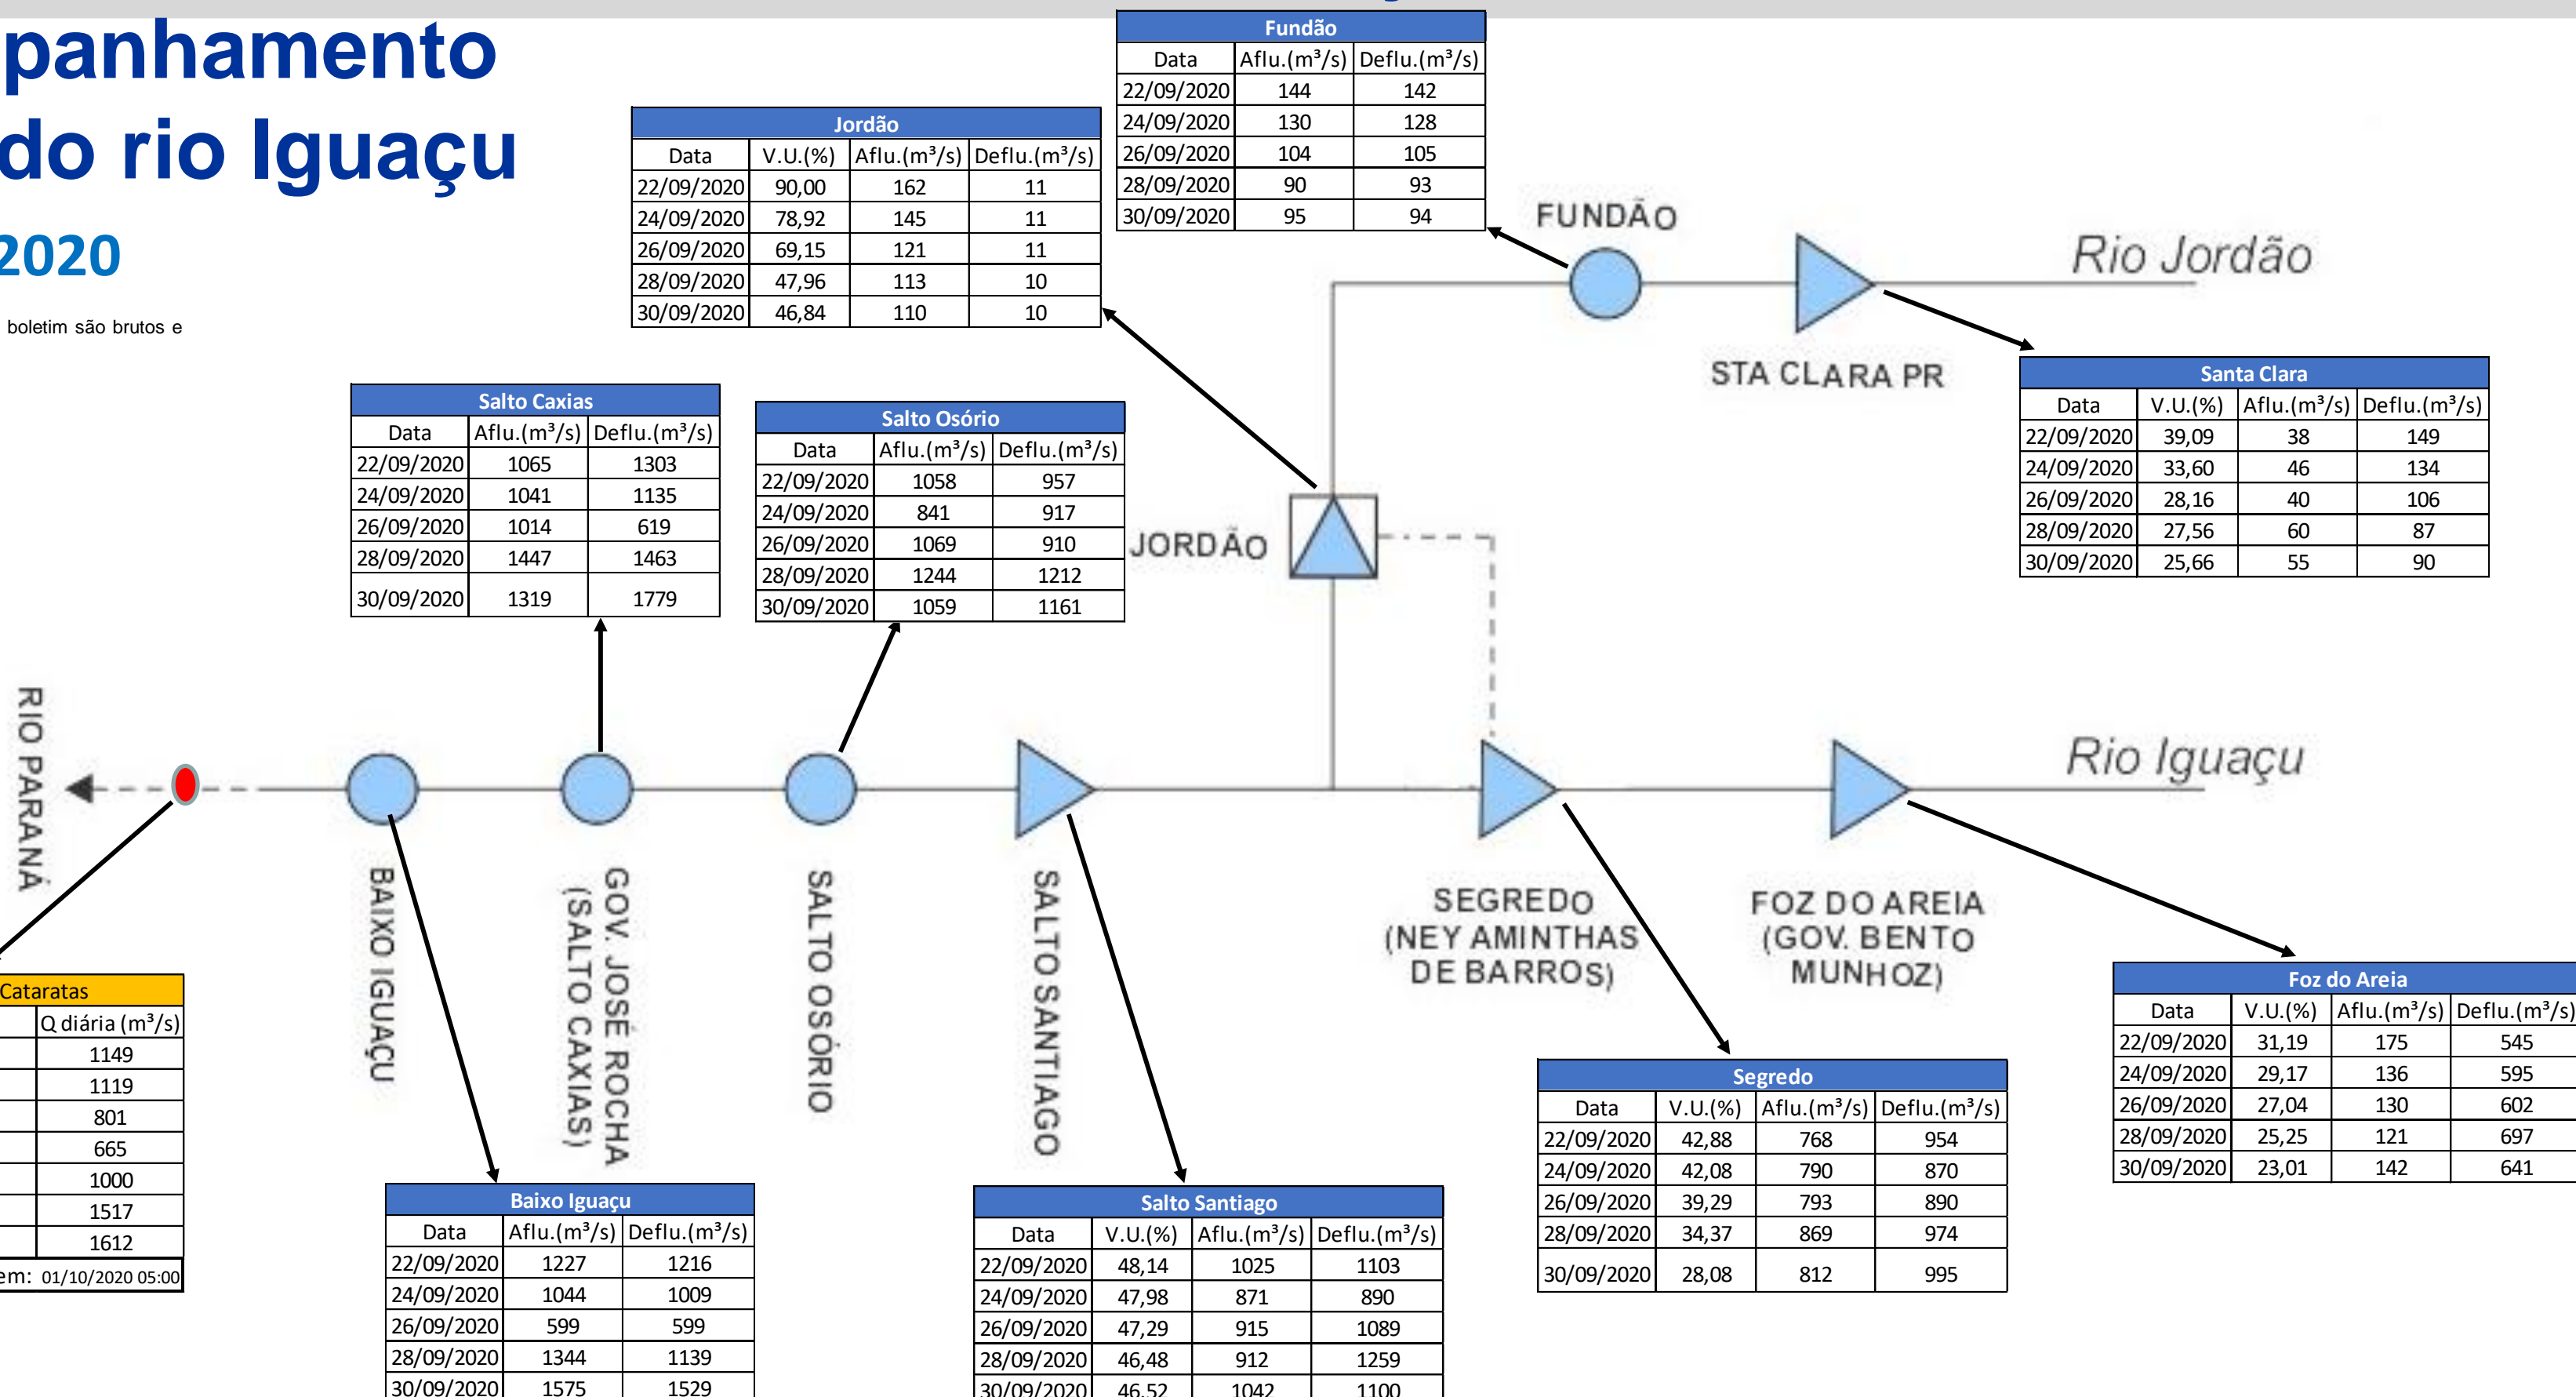 panhamento
do rio Iguaçu
2020
boletim são brutos e
Fundão
Data Aflu.(m³/s) Deflu.(m³/s)
22/09/2020 144 142
24/09/2020 130 128
26/09/2020 104 105
28/09/2020 90 93
30/09/2020 95 94
Jordão
Data V.U.(%) Aflu.(m³/s) Deflu.(m³/s)
22/09/2020 90,00 162 11
24/09/2020 78,92 145 11
26/09/2020 69,15 121 11
28/09/2020 47,96 113 10
30/09/2020 46,84 110 10
FUNDÃO
Rio Jordão
STA CLARA PR
Santa Clara
Data V.U.(%) Aflu.(m³/s) Deflu.(m³/s)
22/09/2020 39,09 38 149
24/09/2020 33,60 46 134
26/09/2020 28,16 40 106
28/09/2020 27,56 60 87
30/09/2020 25,66 55 90
Salto Caxias
Data Aflu.(m³/s) Deflu.(m³/s)
22/09/2020 1065 1303
24/09/2020 1041 1135
26/09/2020 1014 619
28/09/2020 1447 1463
30/09/2020 1319 1779
Salto Osório
Data Aflu.(m³/s) Deflu.(m³/s)
22/09/2020 1058 957
24/09/2020 841 917
26/09/2020 1069 910
28/09/2020 1244 1212
30/09/2020 1059 1161
JORDÃO
RIO PARANÁ
Rio Iguaçu
BAIXO IGUAÇU
GOV. JOSÉ ROCHA
(SALTO CAXIAS)
SALTO OSÓRIO
SALTO SANTIAGO
SEGREDO
(NEY AMINTHAS
DE BARROS)
FOZ DO AREIA
(GOV. BENTO
MUNHOZ)
Cataratas
Q diária (m³/s)
1149
1119
801
665
1000
1517
1612
em: 01/10/2020 05:00
Baixo Iguaçu
Data Aflu.(m³/s) Deflu.(m³/s)
22/09/2020 1227 1216
24/09/2020 1044 1009
26/09/2020 599 599
28/09/2020 1344 1139
30/09/2020 1575 1529
Salto Santiago
Data V.U.(%) Aflu.(m³/s) Deflu.(m³/s)
22/09/2020 48,14 1025 1103
24/09/2020 47,98 871 890
26/09/2020 47,29 915 1089
28/09/2020 46,48 912 1259
30/09/2020 46,52 1042 1100
Segredo
Data V.U.(%) Aflu.(m³/s) Deflu.(m³/s)
22/09/2020 42,88 768 954
24/09/2020 42,08 790 870
26/09/2020 39,29 793 890
28/09/2020 34,37 869 974
30/09/2020 28,08 812 995
Foz do Areia
Data V.U.(%) Aflu.(m³/s) Deflu.(m³/s)
22/09/2020 31,19 175 545
24/09/2020 29,17 136 595
26/09/2020 27,04 130 602
28/09/2020 25,25 121 697
30/09/2020 23,01 142 641